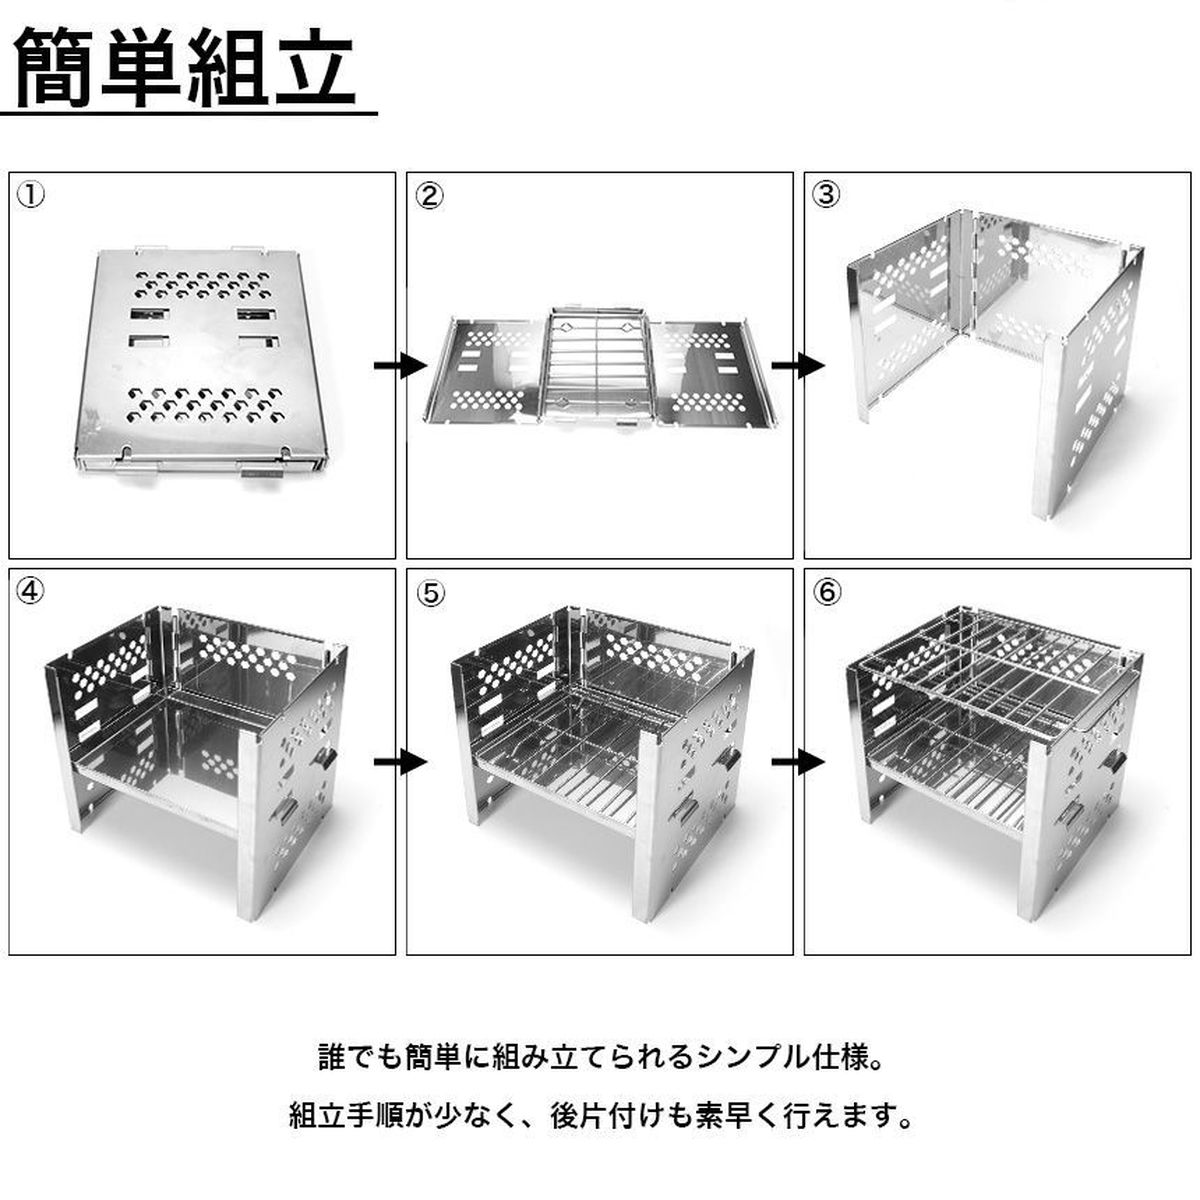 簡単組立
①
②
③
④
⑤
⑥
誰でも簡単に組み立てられるシンプル仕様。
組立手順が少なく、後片付けも素早く行えます。